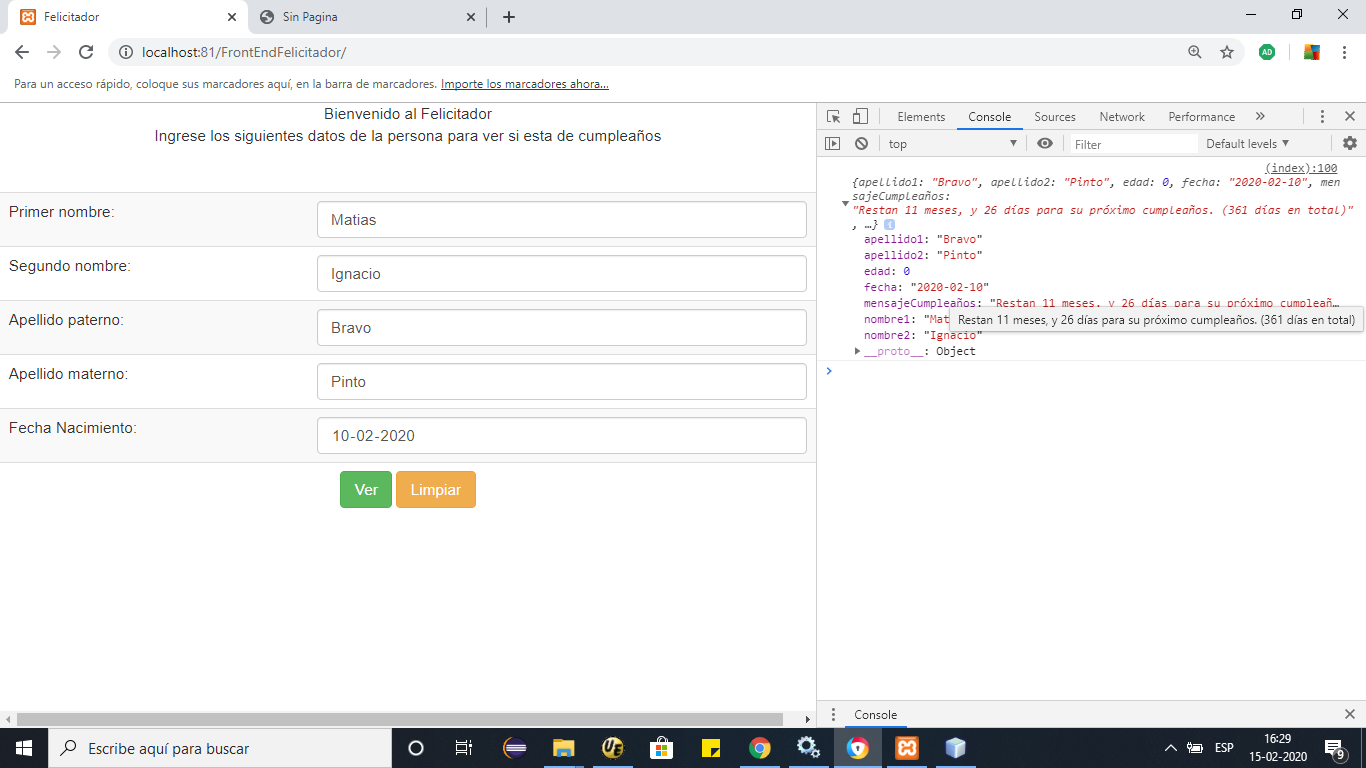 Felicitador
Sin Pagina
localhost:81/FrontEndFelicitador/
AD
Para un acceso rápido, coloque sus marcadores aquí, en la barra de marcadores. Importe los marcadores ahora...
Bienvenido al Felicitador
Ingrese los siguientes datos de la persona para ver si esta de cumpleaños
Primer nombre:
Matias
Segundo nombre:
Ignacio
Apellido paterno:
Bravo
Apellido materno:
Pinto
Fecha Nacimiento:
10-02-2020
Ver Limpiar
Elements Console Sources Network Performance »
top Filter Default levels ▼
(index):100
{apellido1: "Bravo", apellido2: "Pinto", edad: 0, fecha: "2020-02-10", men
sajeCumpleaños:
"Restan 11 meses, y 26 días para su próximo cumpleaños. (361 días en total)"
, …} i
apellido1: "Bravo"
apellido2: "Pinto"
edad: 0
fecha: "2020-02-10"
mensajeCumpleaños: "Restan 11 meses, y 26 días para su próximo cumpleañ…
nombre1: "Mat
Restan 11 meses, y 26 días para su próximo cumpleaños. (361 días en total)
nombre2: "Ignacio"
__proto__: Object
Console
Escribe aquí para buscar
ESP
16:29
15-02-2020
9